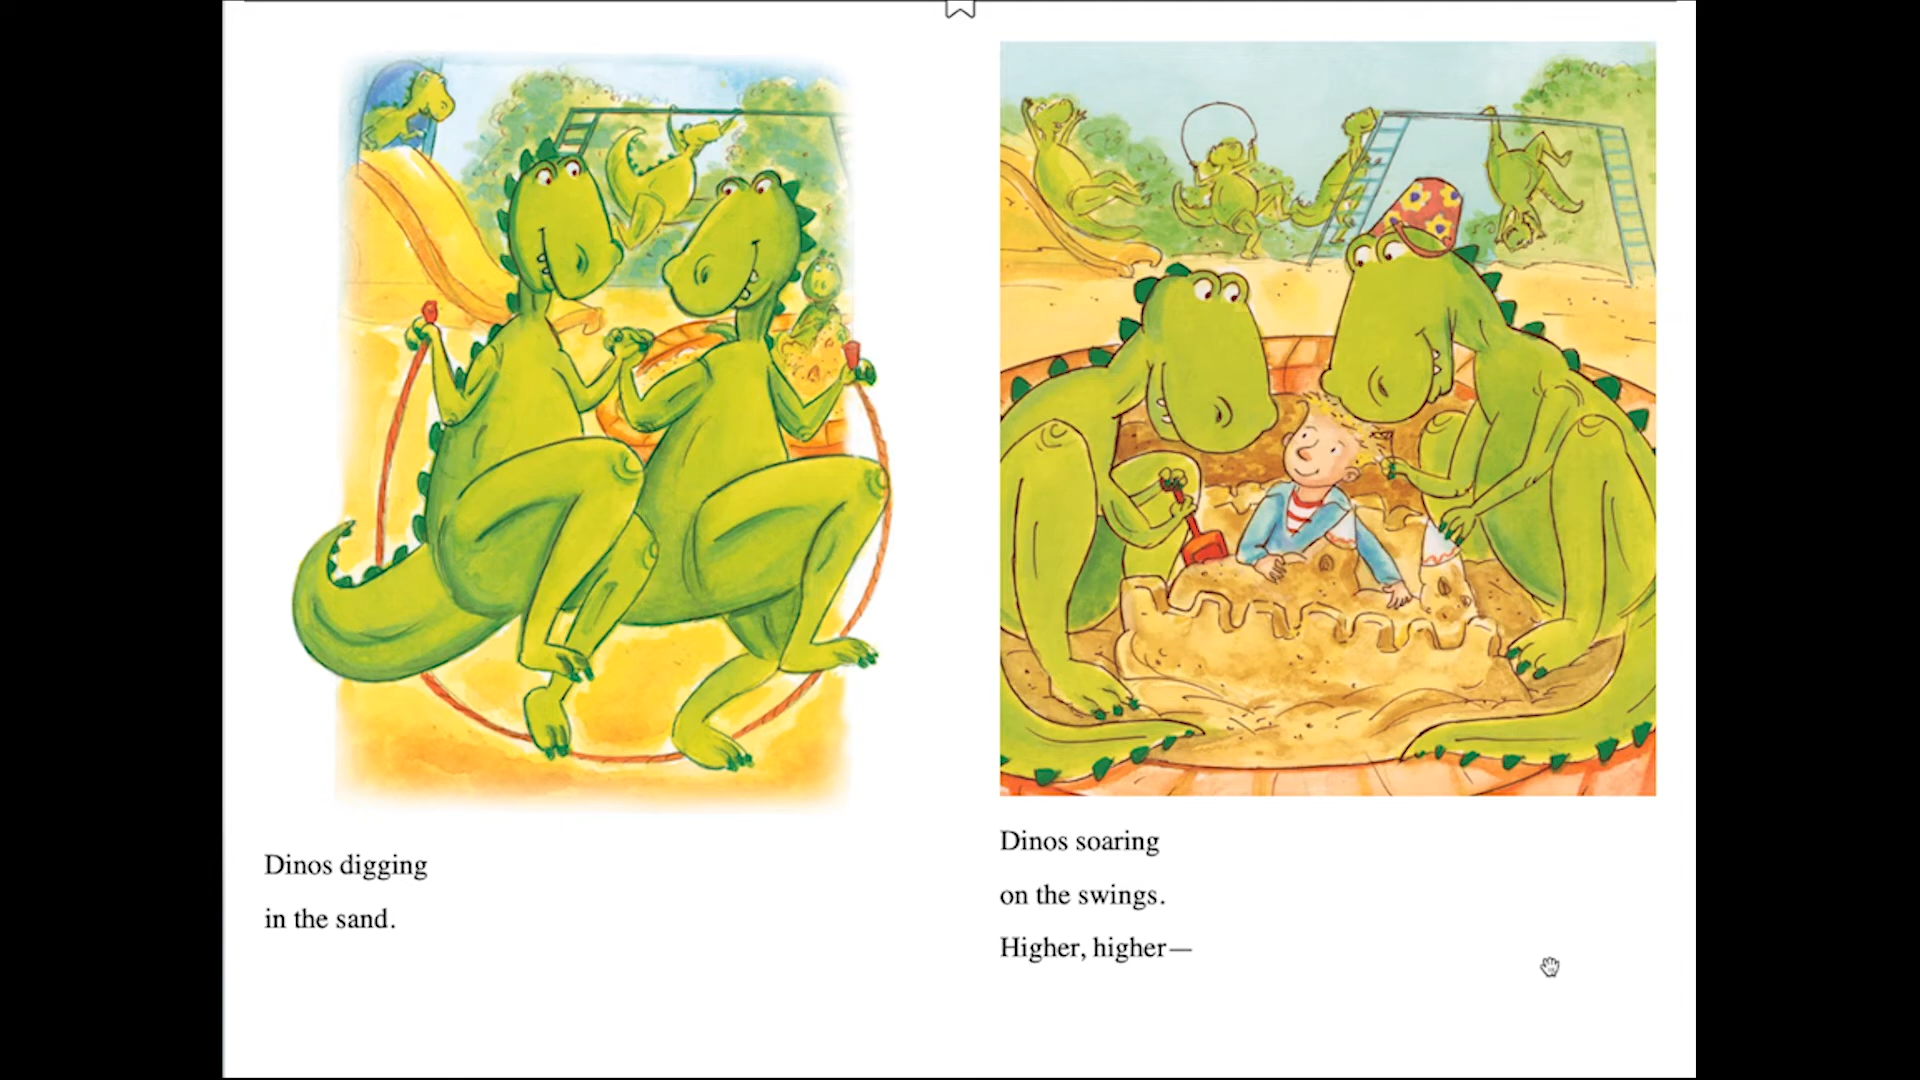 Dinos digging
in the sand.
Dinos soaring
on the swings.
Higher, higher—